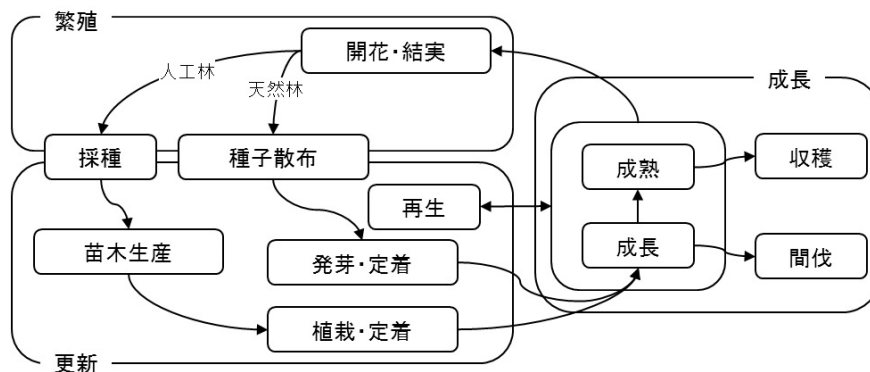 繁殖
開花・結実
成長
人工林
天然林
採種
種子散布
成熟
収穫
再生
苗木生産
発芽・定着
成長
間伐
植栽・定着
更新